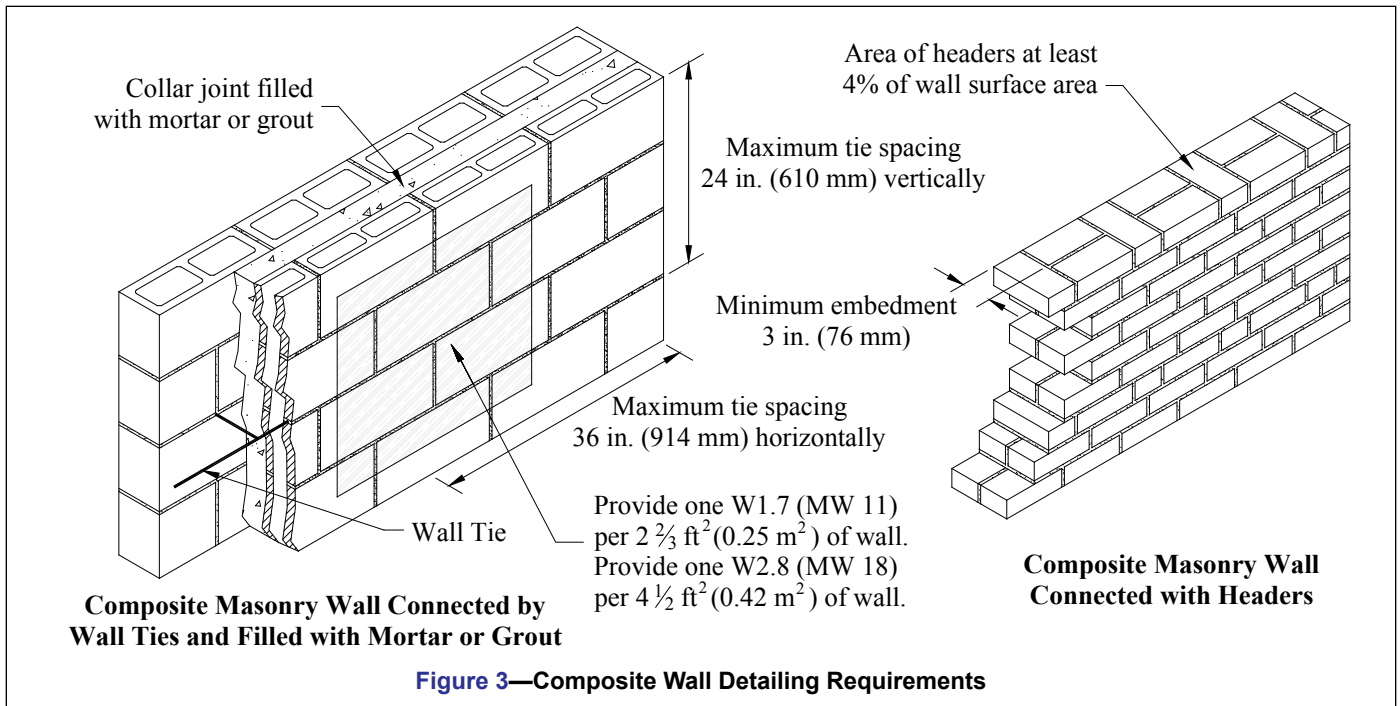 Collar joint filled
with mortar or grout
Area of headers at least
4% of wall surface area
Maximum tie spacing
24 in. (610 mm) vertically
Minimum embedment
3 in. (76 mm)
Maximum tie spacing
36 in. (914 mm) horizontally
Wall Tie
Provide one W1.7 (MW 11)
per 2 ⅔ ft² (0.25 m²) of wall.
Provide one W2.8 (MW 18)
per 4 ½ ft² (0.42 m²) of wall.
Composite Masonry Wall Connected by
Wall Ties and Filled with Mortar or Grout
Composite Masonry Wall
Connected with Headers
Figure 3—Composite Wall Detailing Requirements